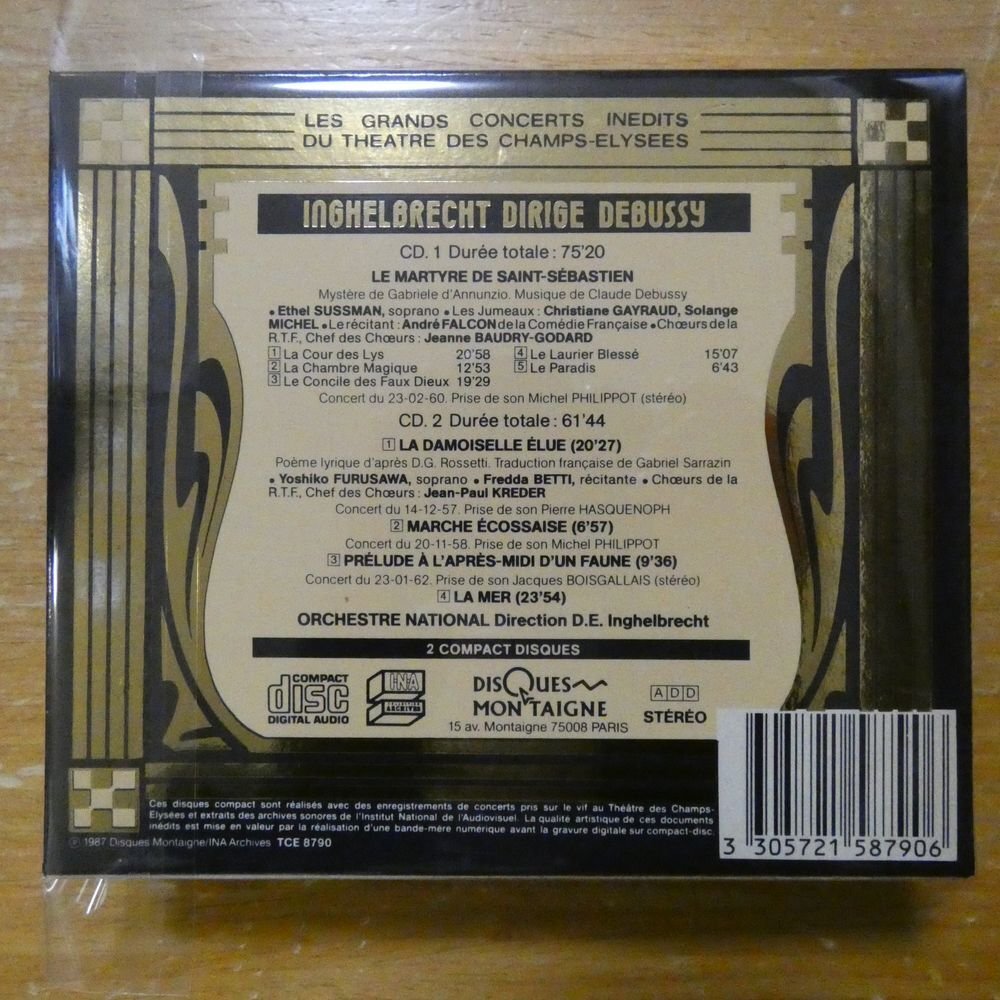 LES GRANDS CONCERTS INEDITS
DU THEATRE DES CHAMPS-ELYSEES
INGHELBRECHT DIRIGE DEBUSSY
CD. 1 Durée totale : 75'20
LE MARTYRE DE SAINT-SÉBASTIEN
Mystère de Gabriele d'Annunzio. Musique de Claude Debussy
• Ethel SUSSMAN, soprano • Les Jumeaux : Christiane GAYRAUD, Solange
MICHEL • Le récitant : André FALCON de la Comédie Française • Chœurs de la
R.T.F., Chef des Chœurs : Jeanne BAUDRY-GODARD
1 La Cour des Lys 20'58 4 Le Laurier Blessé 15'07
2 La Chambre Magique 12'53 5 Le Paradis 6'43
3 Le Concile des Faux Dieux 19'29
Concert du 23-02-60. Prise de son Michel PHILIPPOT (stéréo)
CD. 2 Durée totale : 61'44
1 LA DAMOISELLE ÉLUE (20'27)
Poème lyrique d'après D.G. Rossetti. Traduction française de Gabriel Sarrazin
• Yoshiko FURUSAWA, soprano • Fredda BETTI, récitante • Chœurs de la
R.T.F., Chef des Chœurs : Jean-Paul KREDER
Concert du 14-12-57. Prise de son Pierre HASQUENOPH
2 MARCHE ÉCOSSAISE (6'57)
Concert du 20-11-58. Prise de son Michel PHILIPPOT
3 PRÉLUDE À L'APRÈS-MIDI D'UN FAUNE (9'36)
Concert du 23-01-62. Prise de son Jacques BOISGALLAIS (stéréo)
4 LA MER (23'54)
ORCHESTRE NATIONAL Direction D.E. Inghelbrecht
2 COMPACT DISQUES
COMPACT
disc
DIGITAL AUDIO
INA
ARCHIVES
DISQUES
MONTAIGNE
15 av. Montaigne 75008 PARIS
ADD
STÉRÉO
Ces disques compact sont réalisés avec des enregistrements de concerts pris sur le vif au Théâtre des Champs-
Elysées et extraits des archives sonores de l'Institut National de l'Audiovisuel. La qualité artistique de ces documents
inédits est mise en valeur par la réalisation d'une bande-mère numérique avant la gravure digitale sur compact-disc.
℗ 1987 Disques Montaigne/INA Archives TCE 8790
3 305721 587906